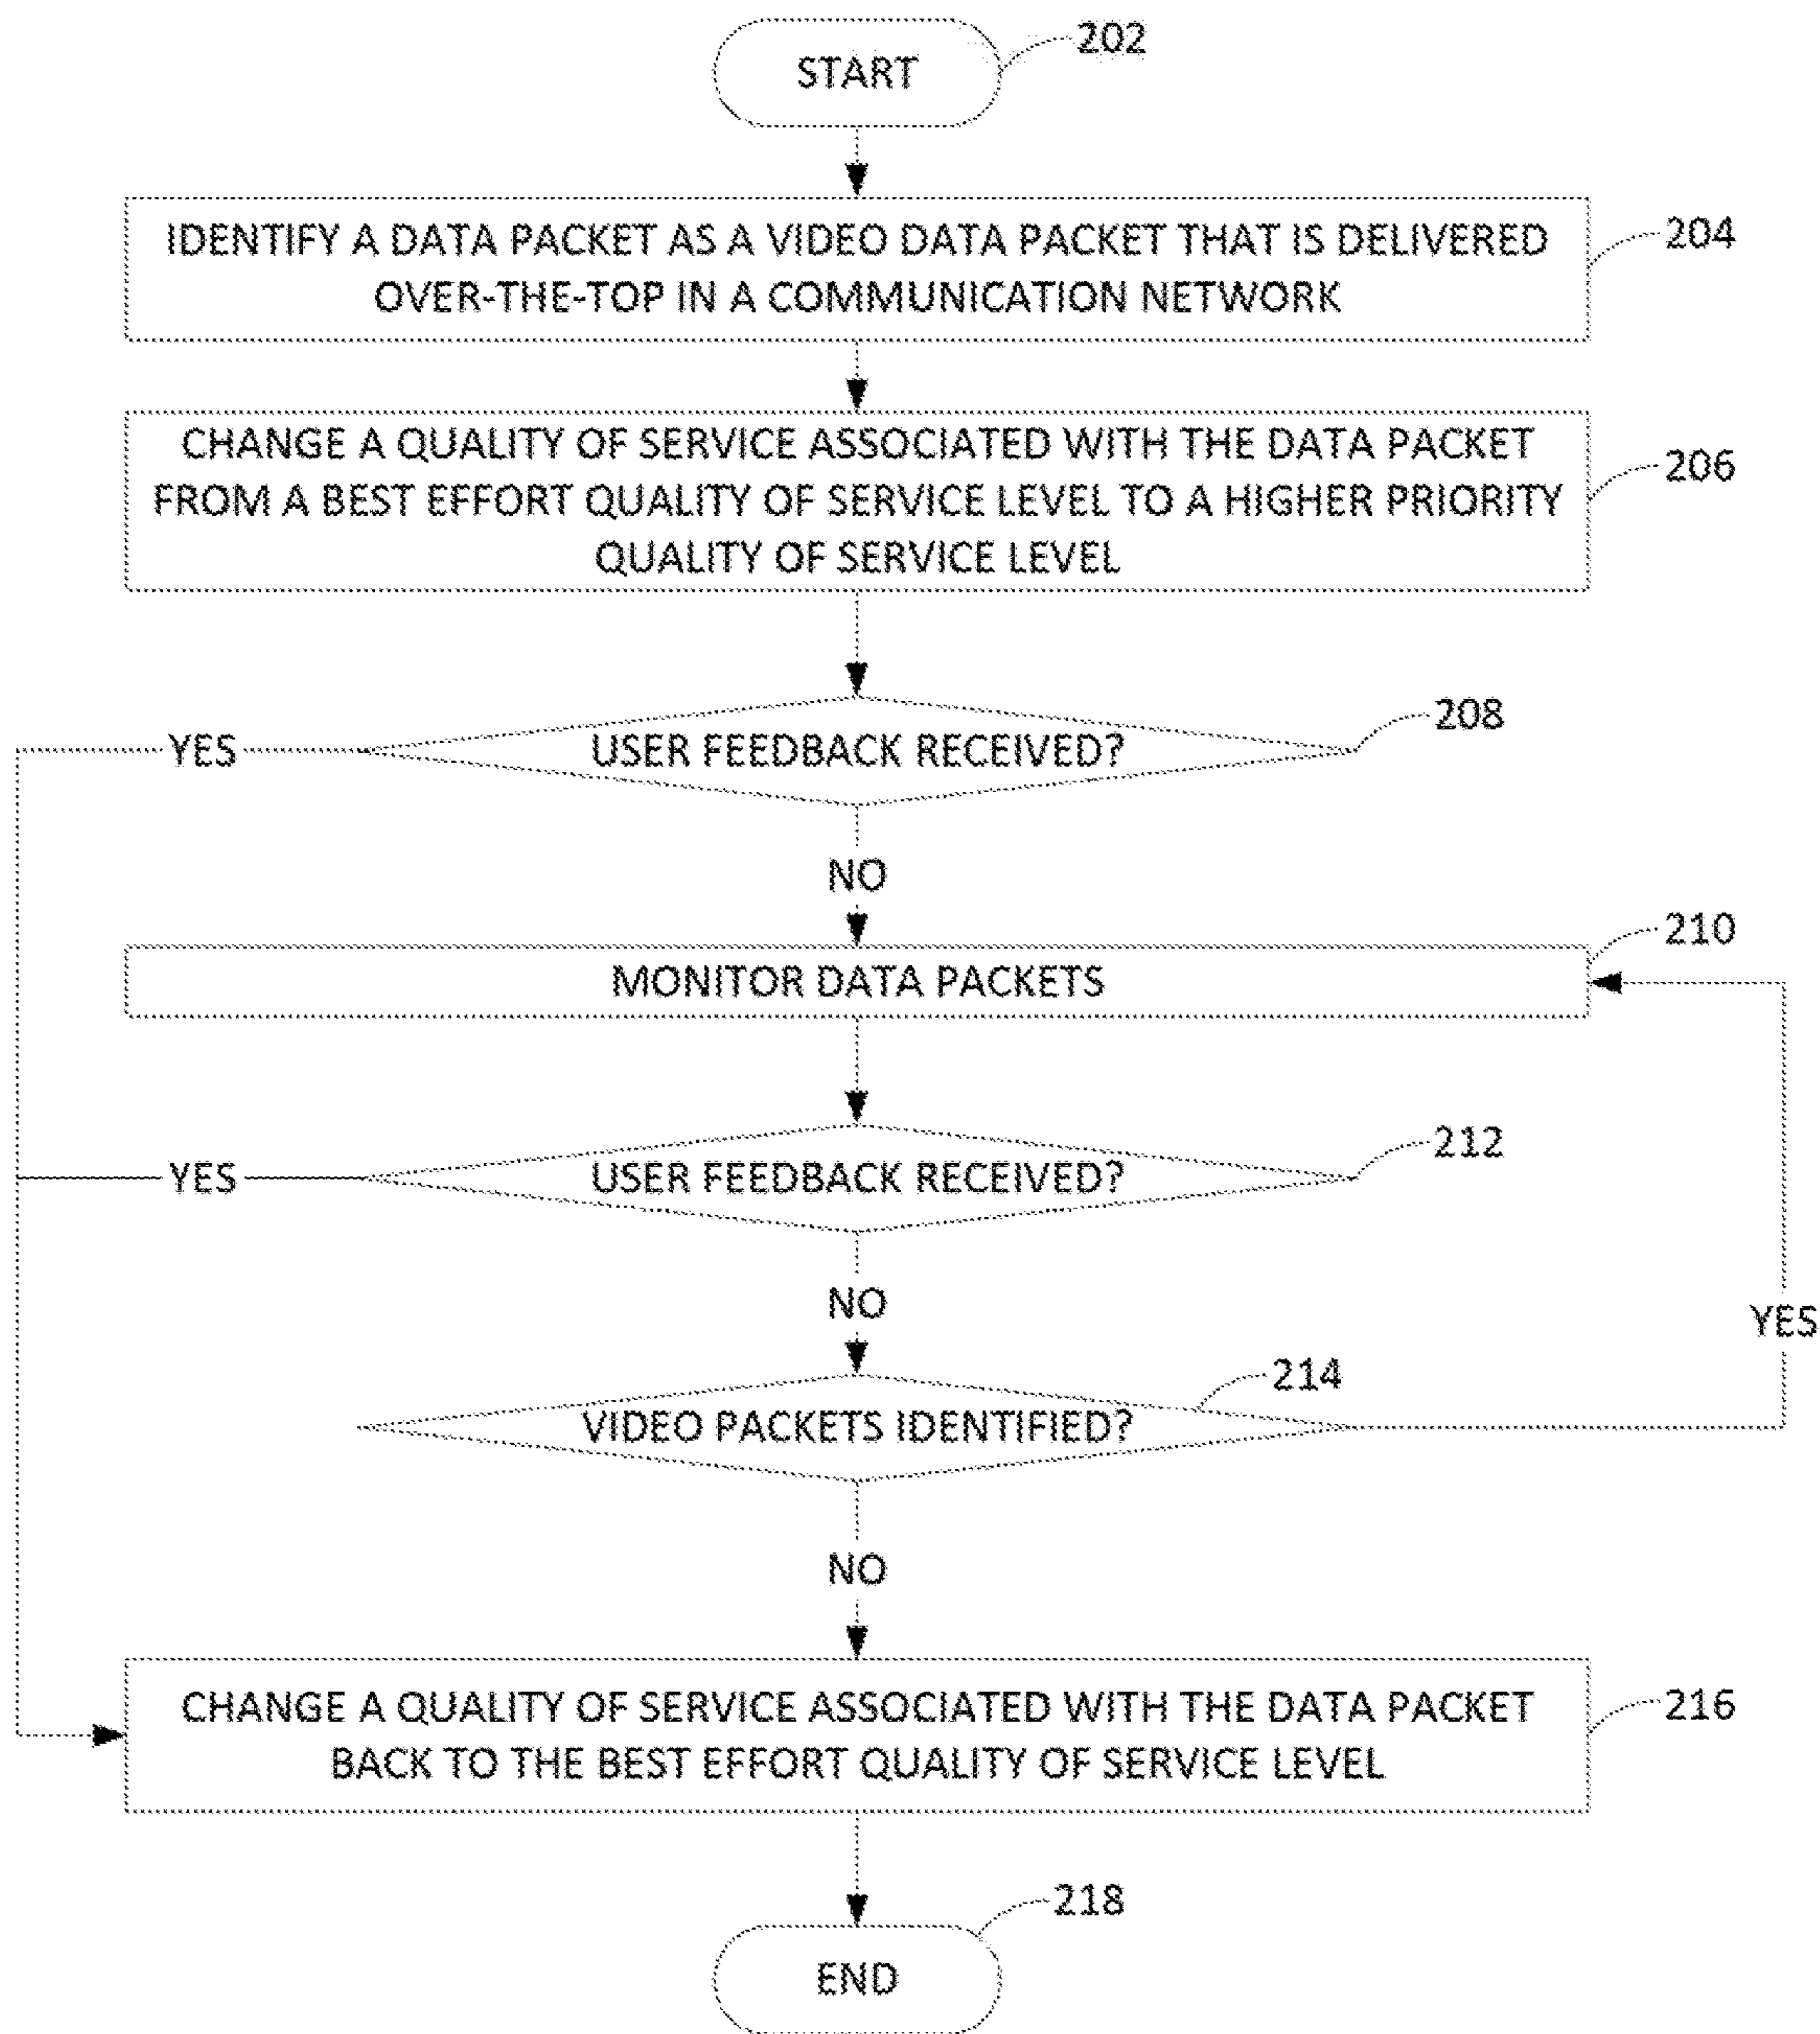 202
START
IDENTIFY A DATA PACKET AS A VIDEO DATA PACKET THAT IS DELIVERED
OVER-THE-TOP IN A COMMUNICATION NETWORK
204
CHANGE A QUALITY OF SERVICE ASSOCIATED WITH THE DATA PACKET
FROM A BEST EFFORT QUALITY OF SERVICE LEVEL TO A HIGHER PRIORITY
QUALITY OF SERVICE LEVEL
206
208
YES
USER FEEDBACK RECEIVED?
NO
210
MONITOR DATA PACKETS
212
YES
USER FEEDBACK RECEIVED?
NO
YES
214
VIDEO PACKETS IDENTIFIED?
NO
CHANGE A QUALITY OF SERVICE ASSOCIATED WITH THE DATA PACKET
BACK TO THE BEST EFFORT QUALITY OF SERVICE LEVEL
216
218
END